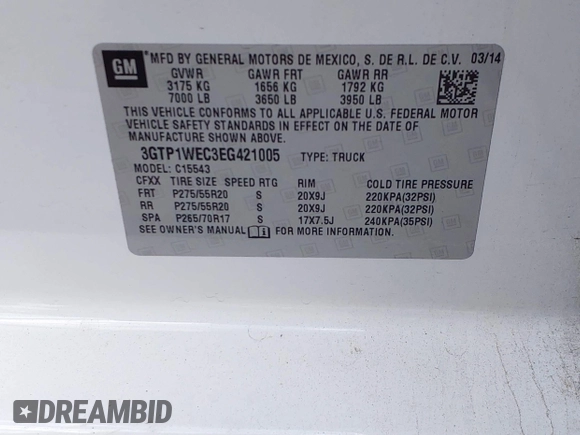 GM MFD BY GENERAL MOTORS DE MEXICO, S. DE R.L. DE C.V. 03/14
GVWR GAWR FRT GAWR RR
3175 KG 1656 KG 1792 KG
7000 LB 3650 LB 3950 LB
THIS VEHICLE CONFORMS TO ALL APPLICABLE U.S. FEDERAL MOTOR
VEHICLE SAFETY STANDARDS IN EFFECT ON THE DATE OF
MANUFACTURE SHOWN ABOVE.
3GTP1WEC3EG421005 TYPE: TRUCK
MODEL: C15543
CFXX TIRE SIZE SPEED RTG RIM COLD TIRE PRESSURE
FRT P275/55R20 S 20X9J 220KPA(32PSI)
RR P275/55R20 S 20X9J 220KPA(32PSI)
SPA P265/70R17 S 17X7.5J 240KPA(35PSI)
SEE OWNER'S MANUAL FOR MORE INFORMATION.
DREAMBID